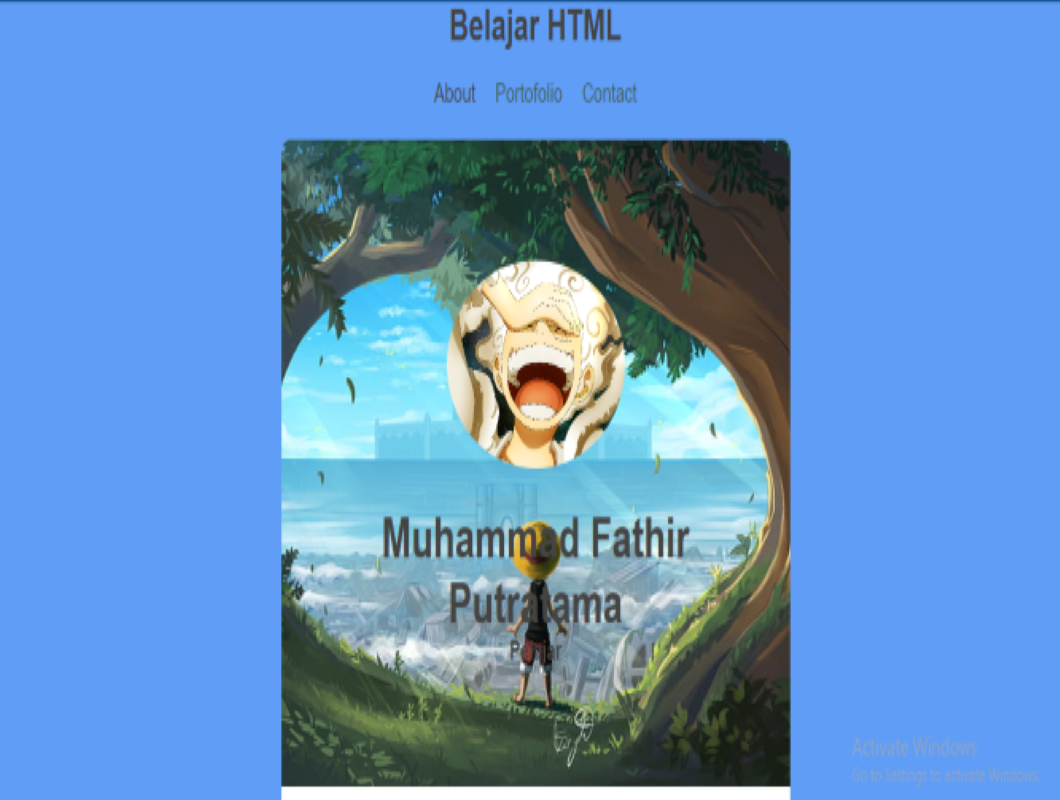 Belajar HTML
About Portofolio Contact
Muhammad Fathir
Putratama
Activate Windows
Go to Settings to activate Windows.